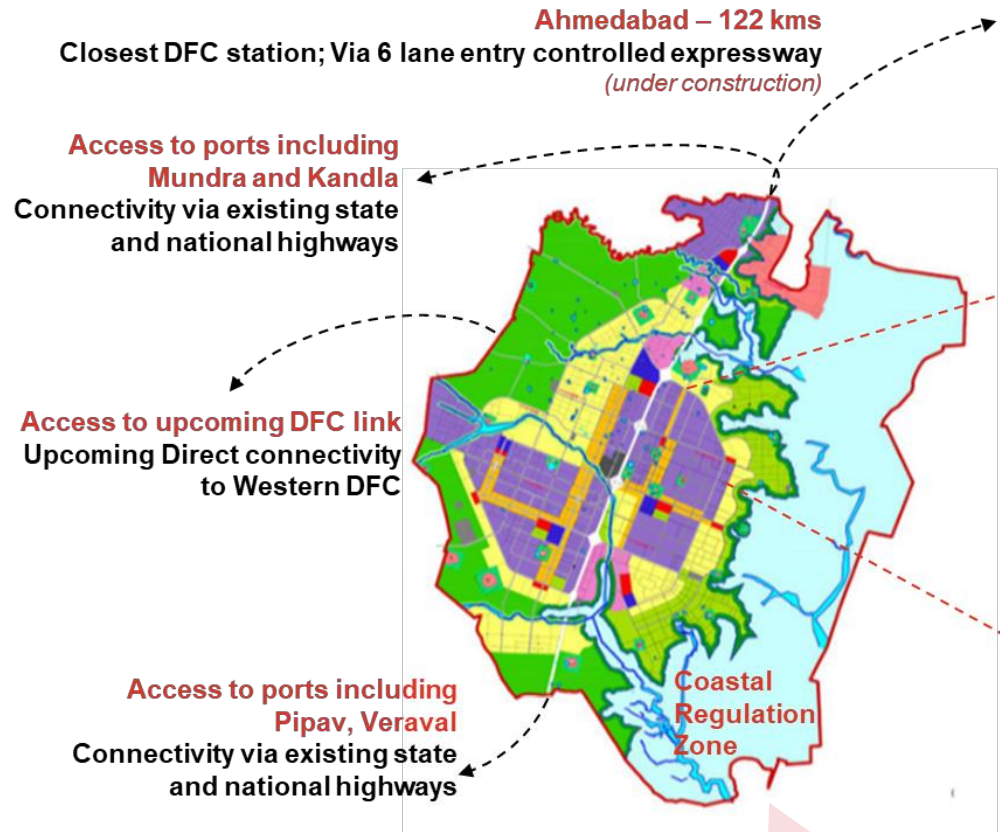 Ahmedabad – 122 kms
Closest DFC station; Via 6 lane entry controlled expressway
(under construction)
Access to ports including
Mundra and Kandla
Connectivity via existing state
and national highways
Access to upcoming DFC link
Upcoming Direct connectivity
to Western DFC
Access to ports including
Pipav, Veraval
Connectivity via existing state
and national highways
Coastal
Regulation
Zone